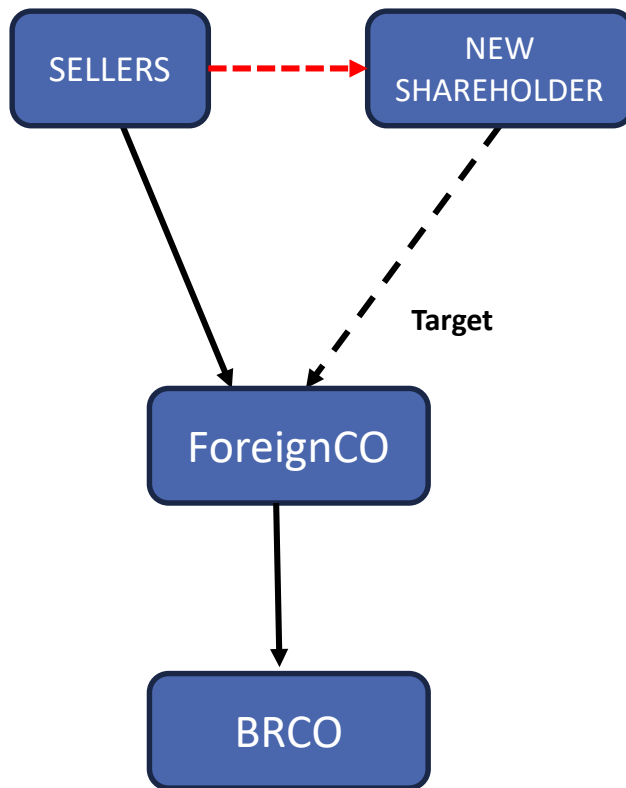 SELLERS
NEW
SHAREHOLDER
Target
ForeignCO
BRCO